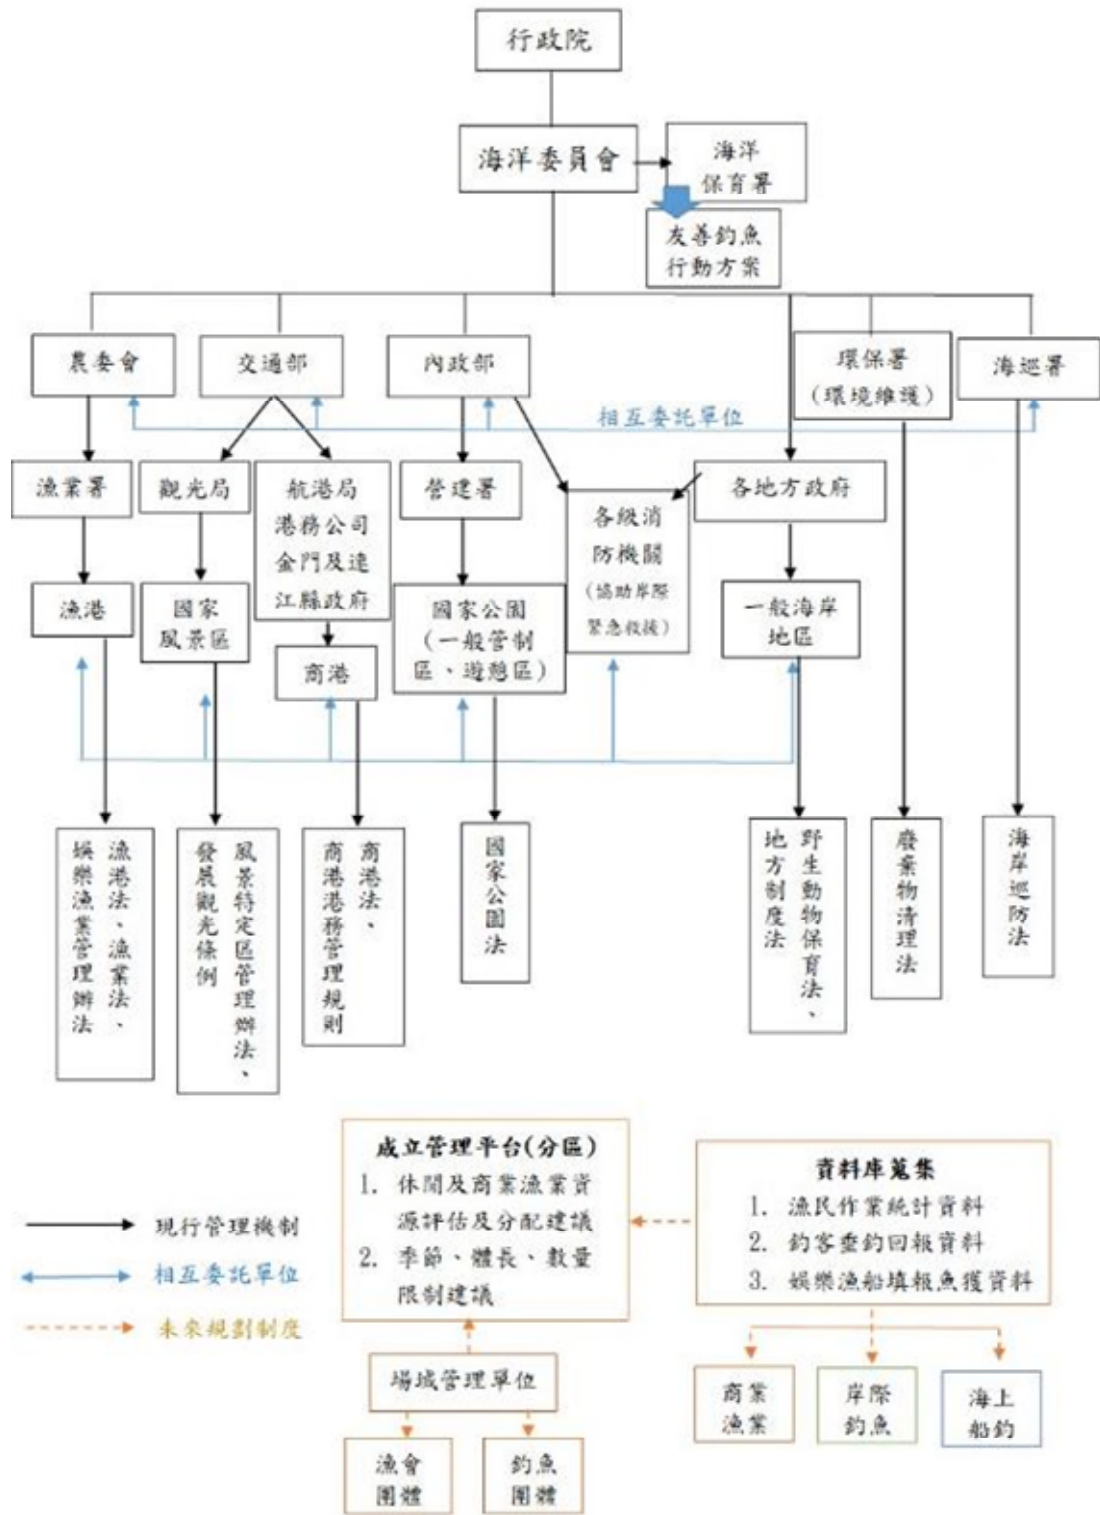 行政院
海洋委員會
海洋
保育署
友善釣魚
行動方案
農委會
交通部
內政部
環保署
(環境維護)
海巡署
相互委託單位
漁業署
觀光局
航港局
港務公司
金門及連
江縣政府
營建署
各級消
防機關
(協助岸際
緊急救援)
各地方政府
漁港
國家
風景區
商港
國家公園
(一般管制
區、遊憩區)
一般海岸
地區
漁港法、漁業法、
娛樂漁業管理辦法
風景特定區管理辦法、
發展觀光條例
商港法、
商港港務管理規則
國家公園法
野生動物保育法、
地方制度法
廢棄物清理法
海岸巡防法
現行管理機制
相互委託單位
未來規劃制度
成立管理平台(分區)
1. 休閒及商業漁業資
源評估及分配建議
2. 季節、體長、數量
限制建議
資料庫蒐集
1. 漁民作業統計資料
2. 釣客垂釣回報資料
3. 娛樂漁船填報魚獲資料
場域管理單位
漁會
團體
釣魚
團體
商業
漁業
岸際
釣魚
海上
船釣